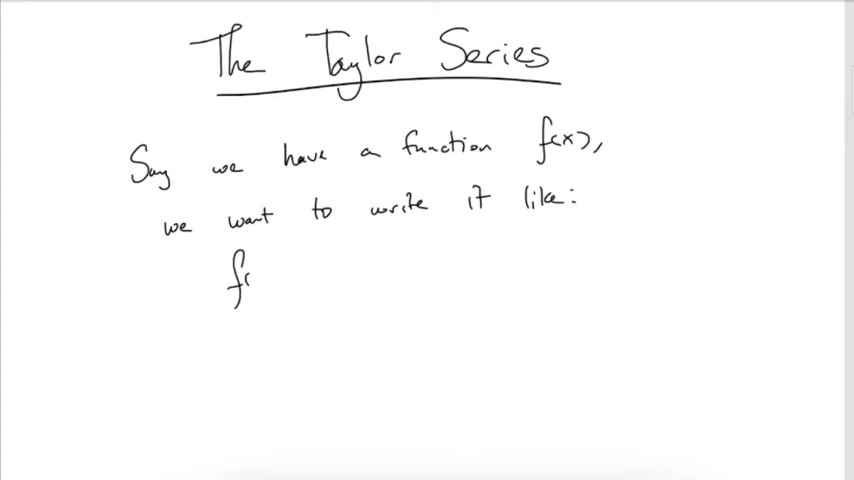 The Taylor Series
Say we have a function f(x),
we want to write it like:
f(